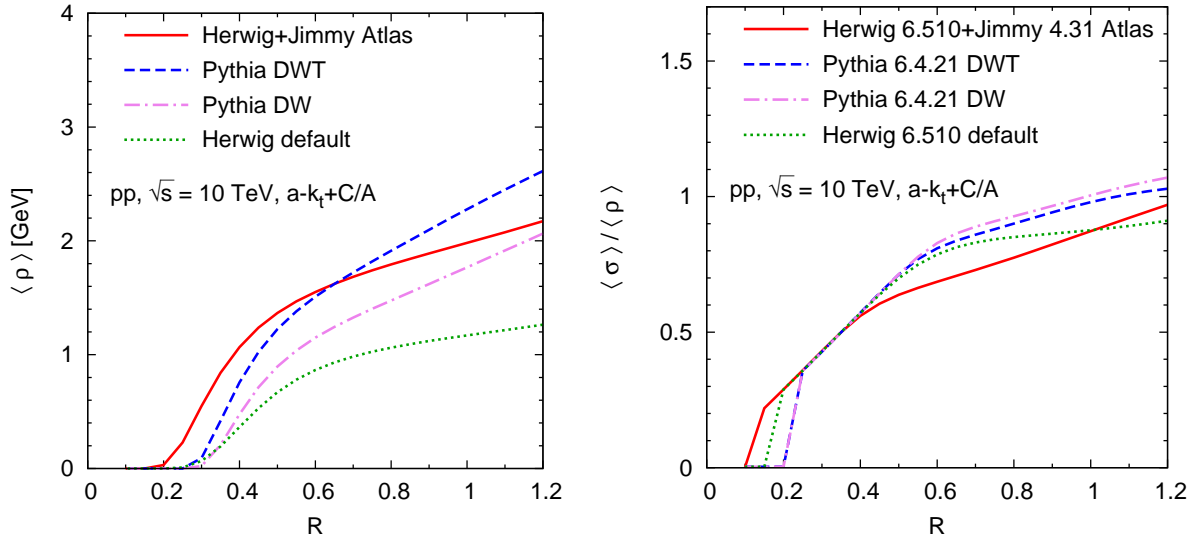 4
3
2
1
0
⟨ ρ ⟩ [GeV]
Herwig+Jimmy Atlas
Pythia DWT
Pythia DW
Herwig default
pp, √s = 10 TeV, a-kt+C/A
0 0.2 0.4 0.6 0.8 1 1.2
R
1.5
1
0.5
0
⟨ σ ⟩ / ⟨ ρ ⟩
Herwig 6.510+Jimmy 4.31 Atlas
Pythia 6.4.21 DWT
Pythia 6.4.21 DW
Herwig 6.510 default
pp, √s = 10 TeV, a-kt+C/A
0 0.2 0.4 0.6 0.8 1 1.2
R